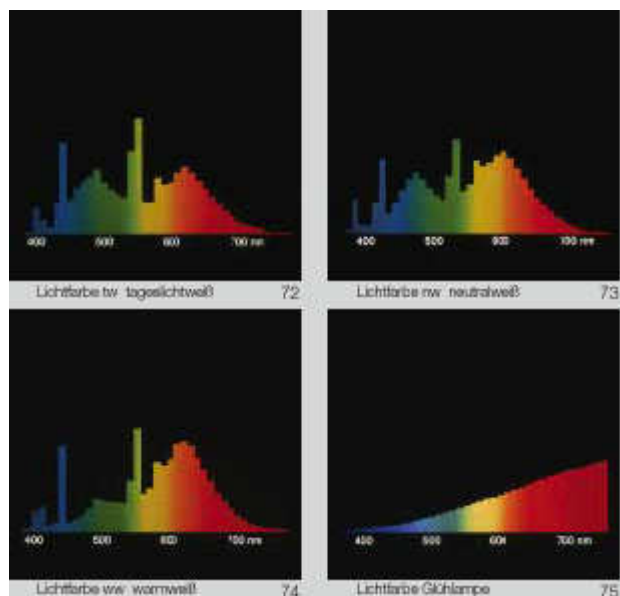 400 500 600 700 nm
Lichtfarbe tw tageslichtweiß 72
400 500 600 700 nm
Lichtfarbe nw neutralweiß 73
400 500 600 700 nm
Lichtfarbe ww warmweiß 74
400 500 600 700 nm
Lichtfarbe Glühlampe 75